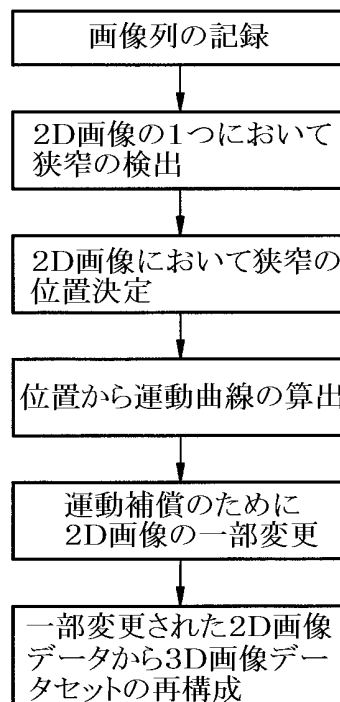 画像列の記録
2D画像の1つにおいて
狭窄の検出
2D画像において狭窄の
位置決定
位置から運動曲線の算出
運動補償のために
2D画像の一部変更
一部変更された2D画像
データから3D画像デー
タセットの再構成